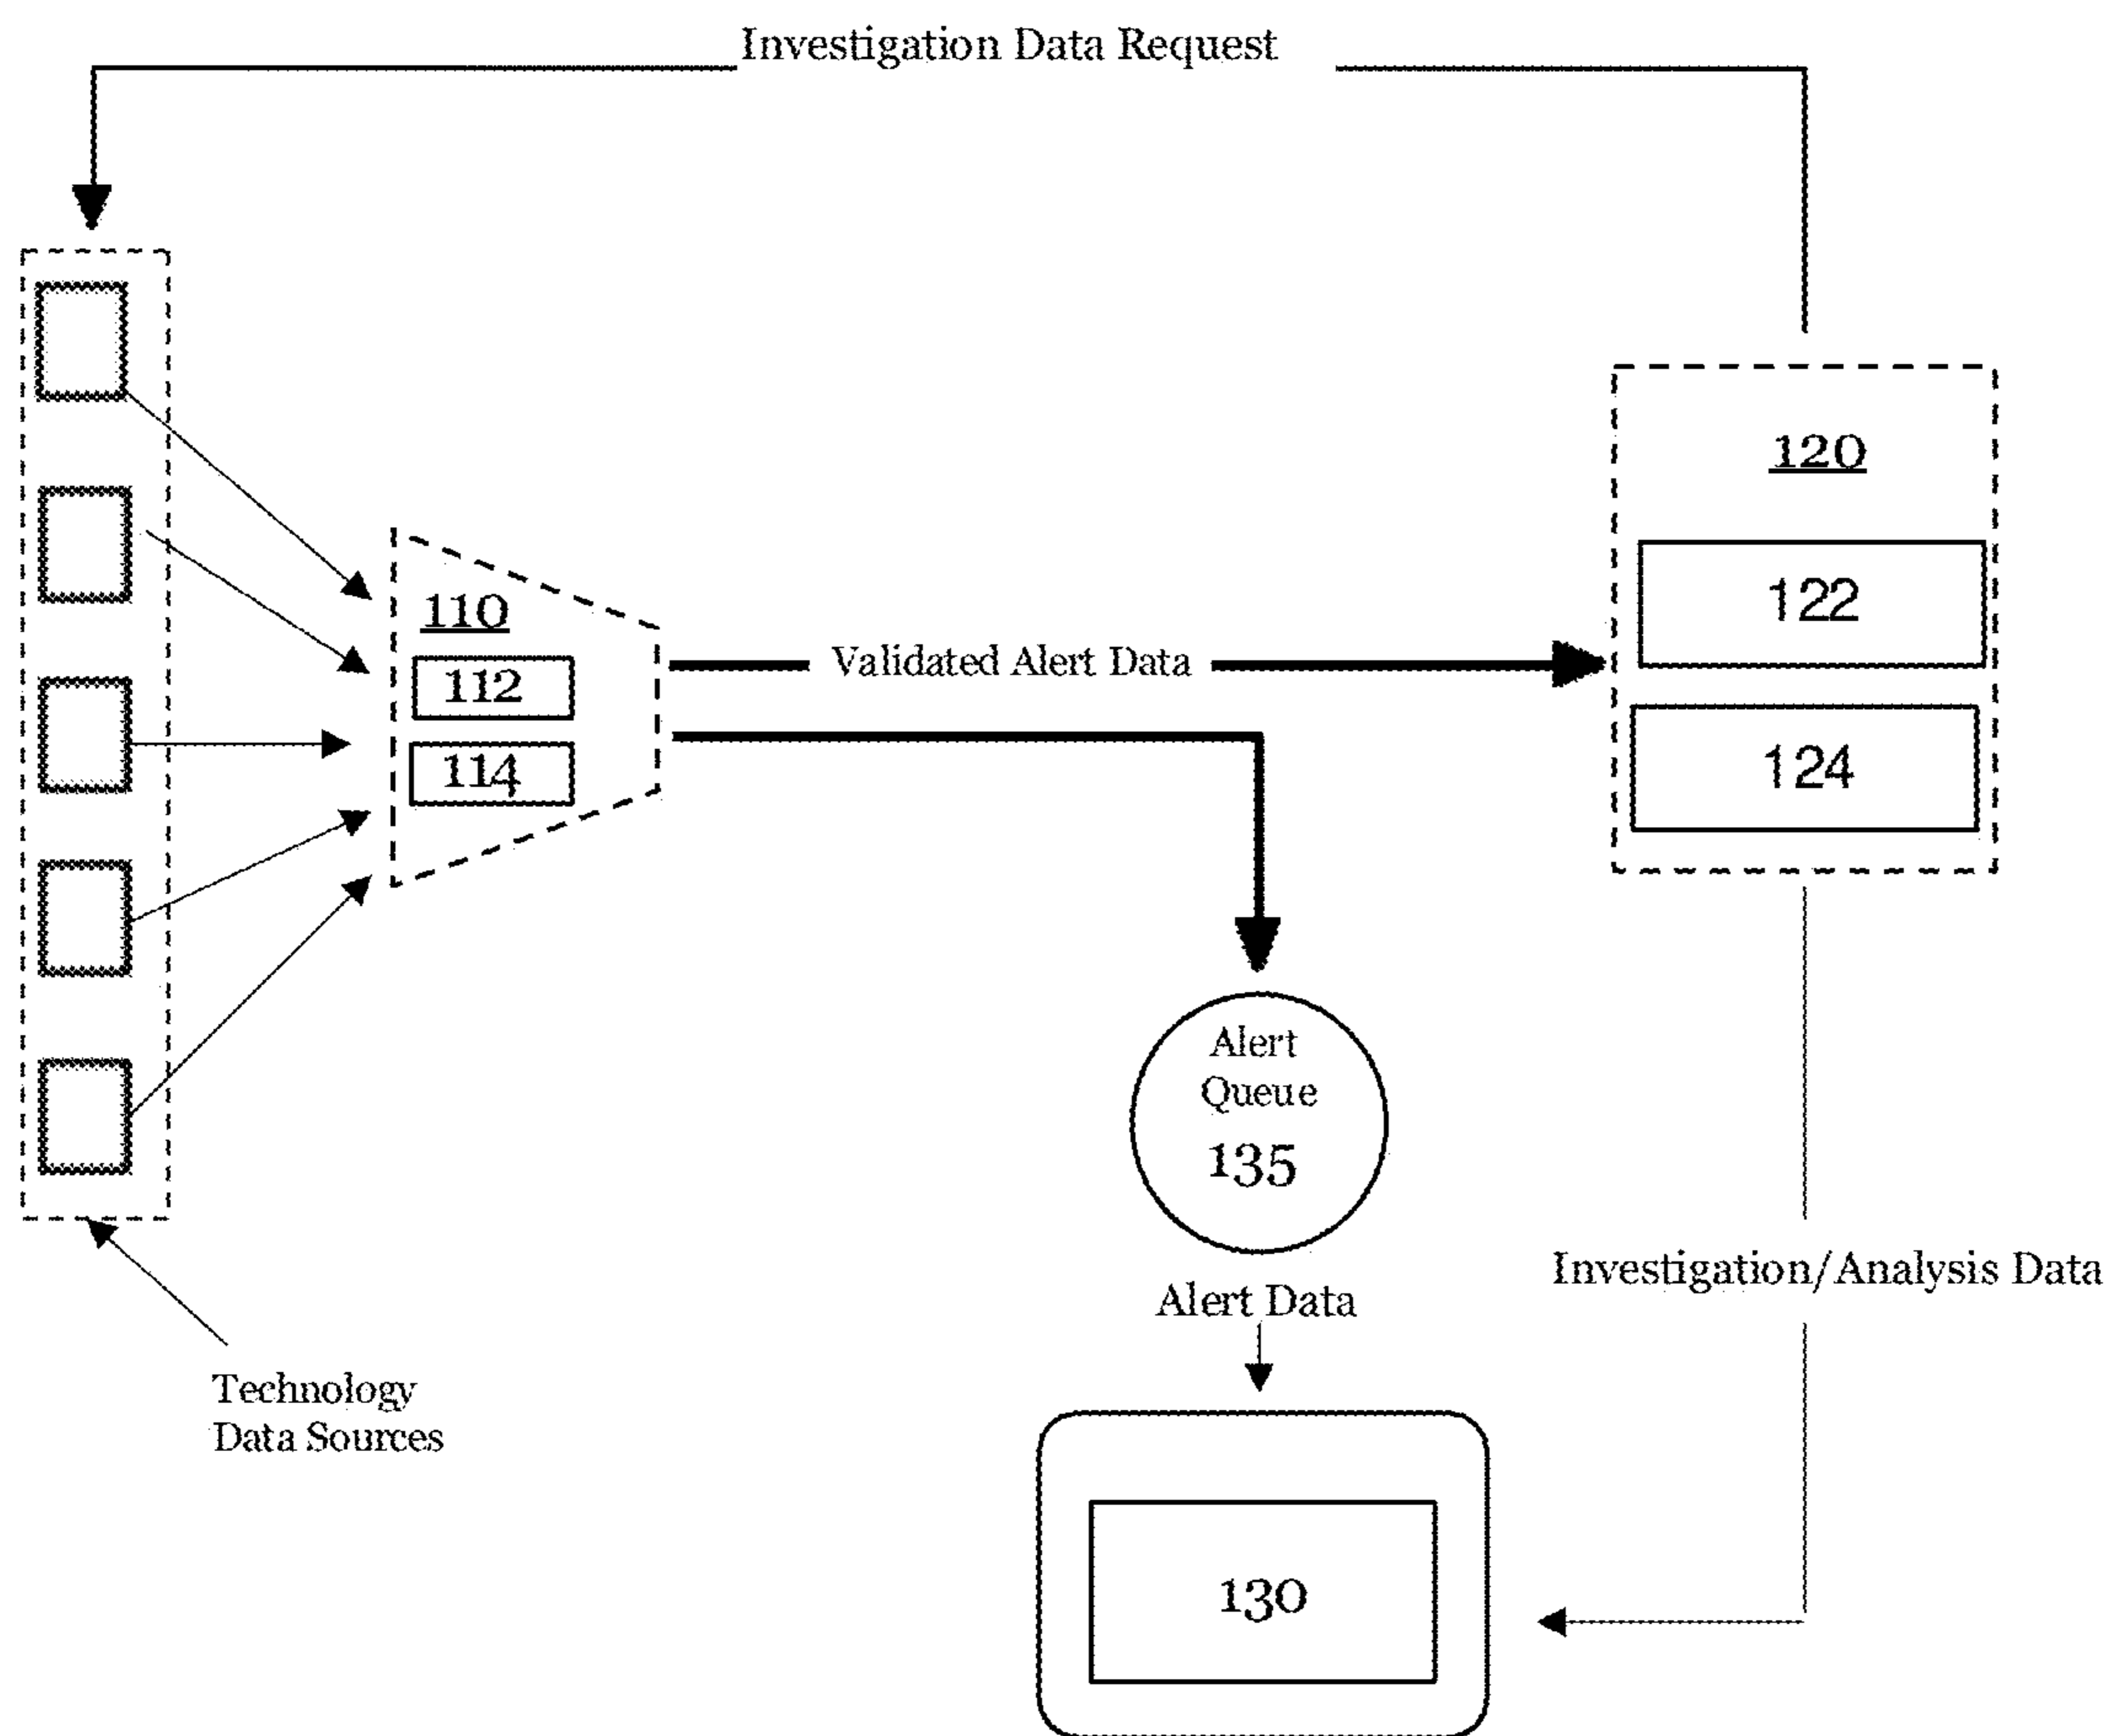 Investigation Data Request
120
122
110
112
Validated Alert Data
114
124
Alert
Queue
135
Investigation/Analysis Data
Alert Data
Technology
Data Sources
130